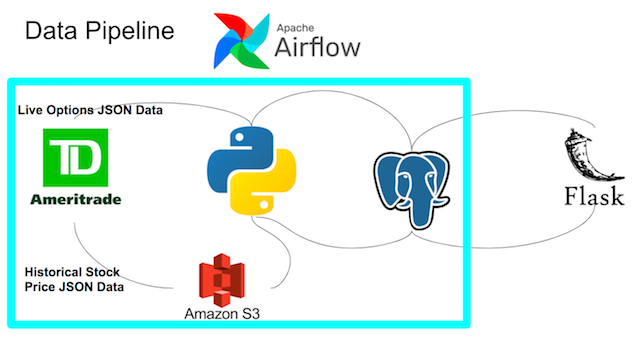 Data Pipeline
Apache
Airflow
Live Options JSON Data
TD
Ameritrade
Flask
Historical Stock
Price JSON Data
Amazon S3